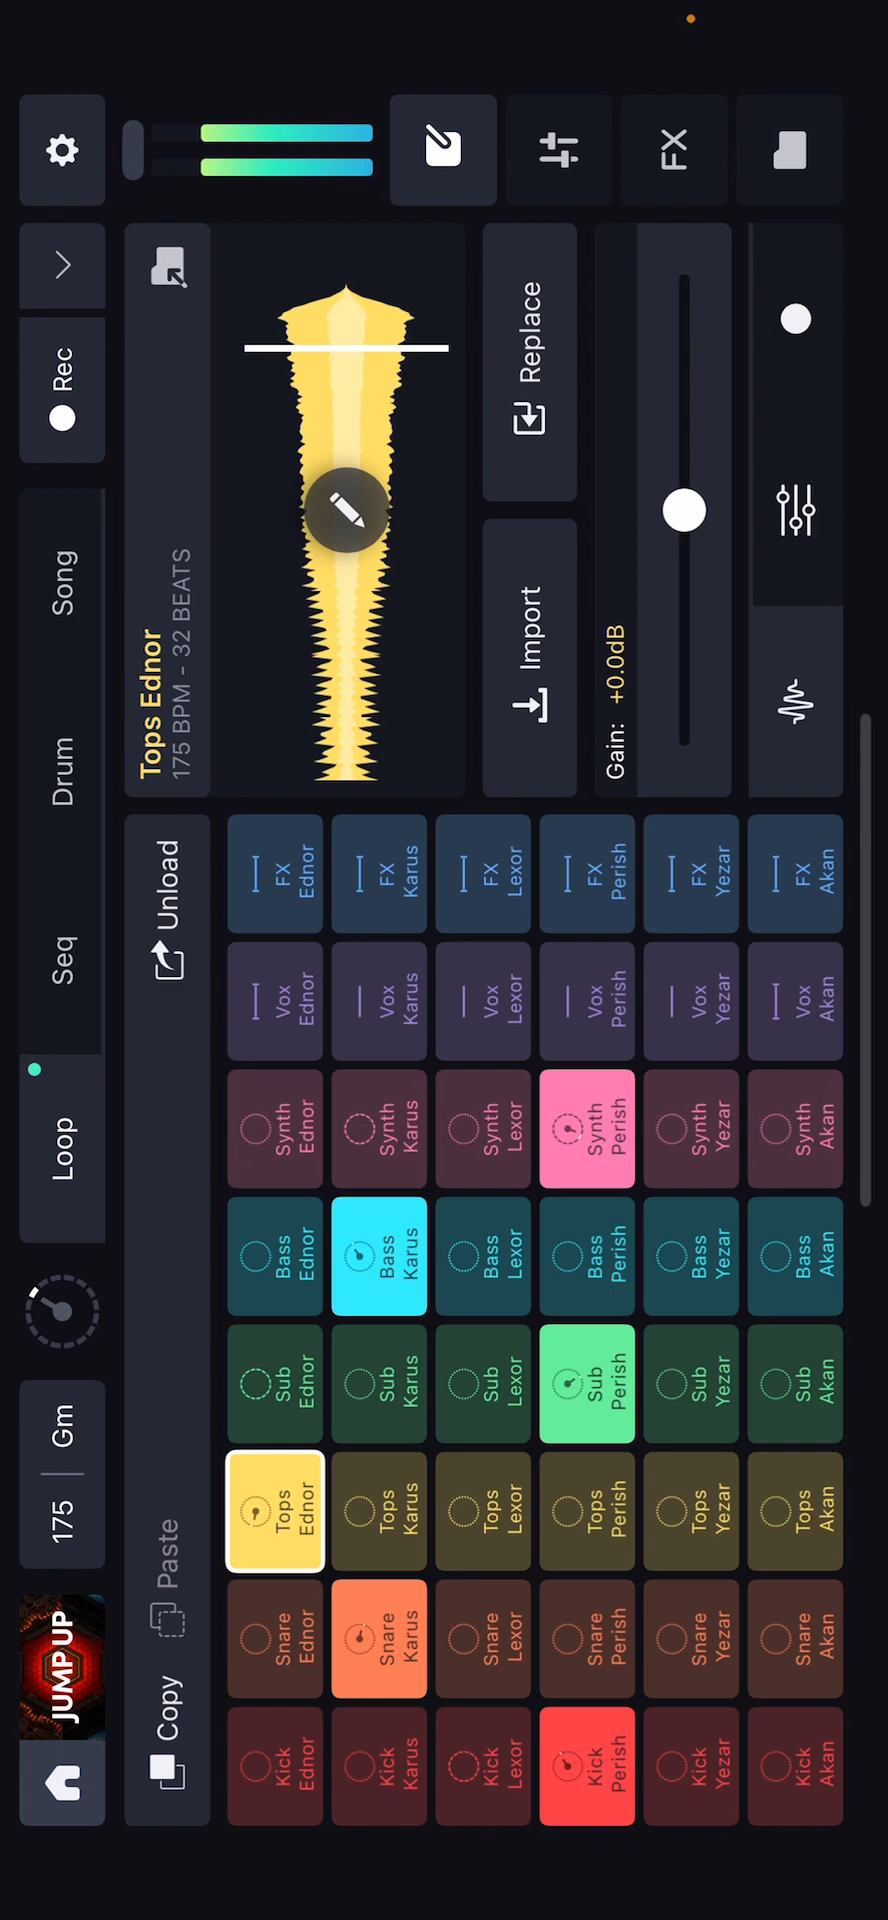 JUMP UP
175 | Gm
Loop
Seq
Drum
Song
Rec
FX
Copy
Paste
Unload
Tops Ednor
175 BPM - 32 BEATS
Import
Replace
Gain: +0.0dB
Kick Ednor
Snare Ednor
Tops Ednor
Sub Ednor
Bass Ednor
Synth Ednor
Vox Ednor
FX Ednor
Kick Karus
Snare Karus
Tops Karus
Sub Karus
Bass Karus
Synth Karus
Vox Karus
FX Karus
Kick Lexor
Snare Lexor
Tops Lexor
Sub Lexor
Bass Lexor
Synth Lexor
Vox Lexor
FX Lexor
Kick Perish
Snare Perish
Tops Perish
Sub Perish
Bass Perish
Synth Perish
Vox Perish
FX Perish
Kick Yezar
Snare Yezar
Tops Yezar
Sub Yezar
Bass Yezar
Synth Yezar
Vox Yezar
FX Yezar
Kick Akan
Snare Akan
Tops Akan
Sub Akan
Bass Akan
Synth Akan
Vox Akan
FX Akan